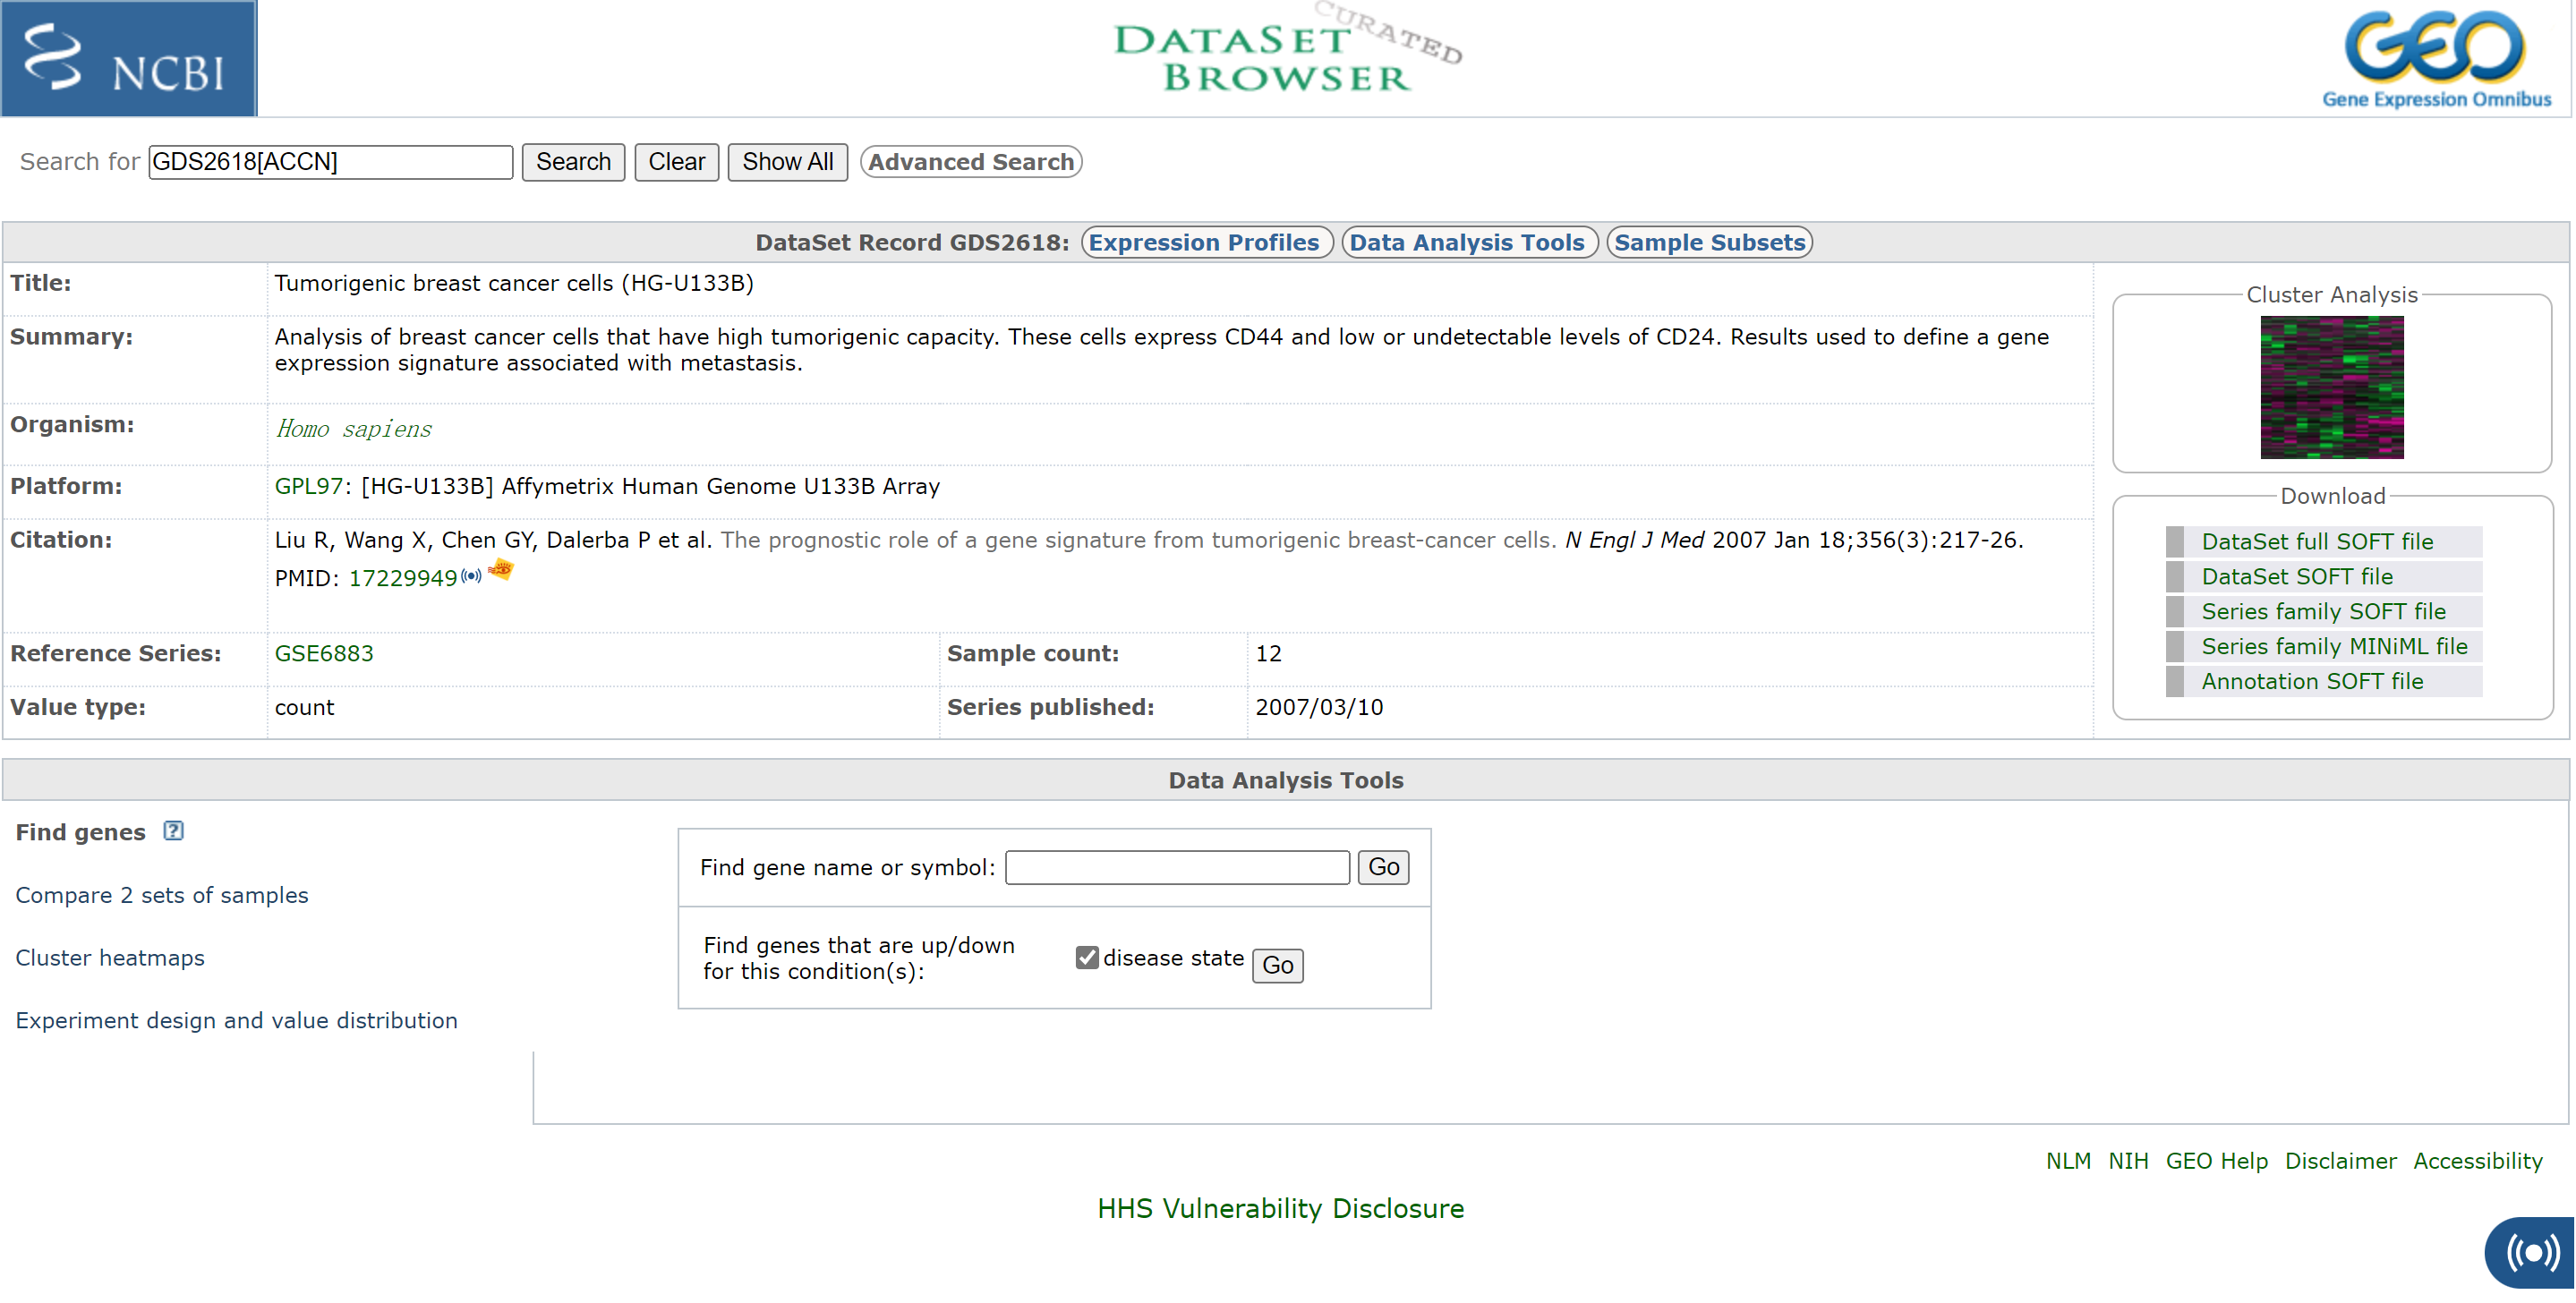 NCBI
DATASET BROWSER CURATED
GEO
Gene Expression Omnibus
Search for GDS2618[ACCN] Search Clear Show All Advanced Search
DataSet Record GDS2618: Expression Profiles Data Analysis Tools Sample Subsets
Title: Tumorigenic breast cancer cells (HG-U133B)
Summary: Analysis of breast cancer cells that have high tumorigenic capacity. These cells express CD44 and low or undetectable levels of CD24. Results used to define a gene
expression signature associated with metastasis.
Organism: Homo sapiens
Platform: GPL97: [HG-U133B] Affymetrix Human Genome U133B Array
Citation: Liu R, Wang X, Chen GY, Dalerba P et al. The prognostic role of a gene signature from tumorigenic breast-cancer cells. N Engl J Med 2007 Jan 18;356(3):217-26.
PMID: 17229949
Reference Series: GSE6883 Sample count: 12
Value type: count Series published: 2007/03/10
Cluster Analysis
Download
DataSet full SOFT file
DataSet SOFT file
Series family SOFT file
Series family MINiML file
Annotation SOFT file
Data Analysis Tools
Find genes ?
Compare 2 sets of samples
Cluster heatmaps
Experiment design and value distribution
Find gene name or symbol: Go
Find genes that are up/down
for this condition(s): disease state Go
NLM NIH GEO Help Disclaimer Accessibility
HHS Vulnerability Disclosure